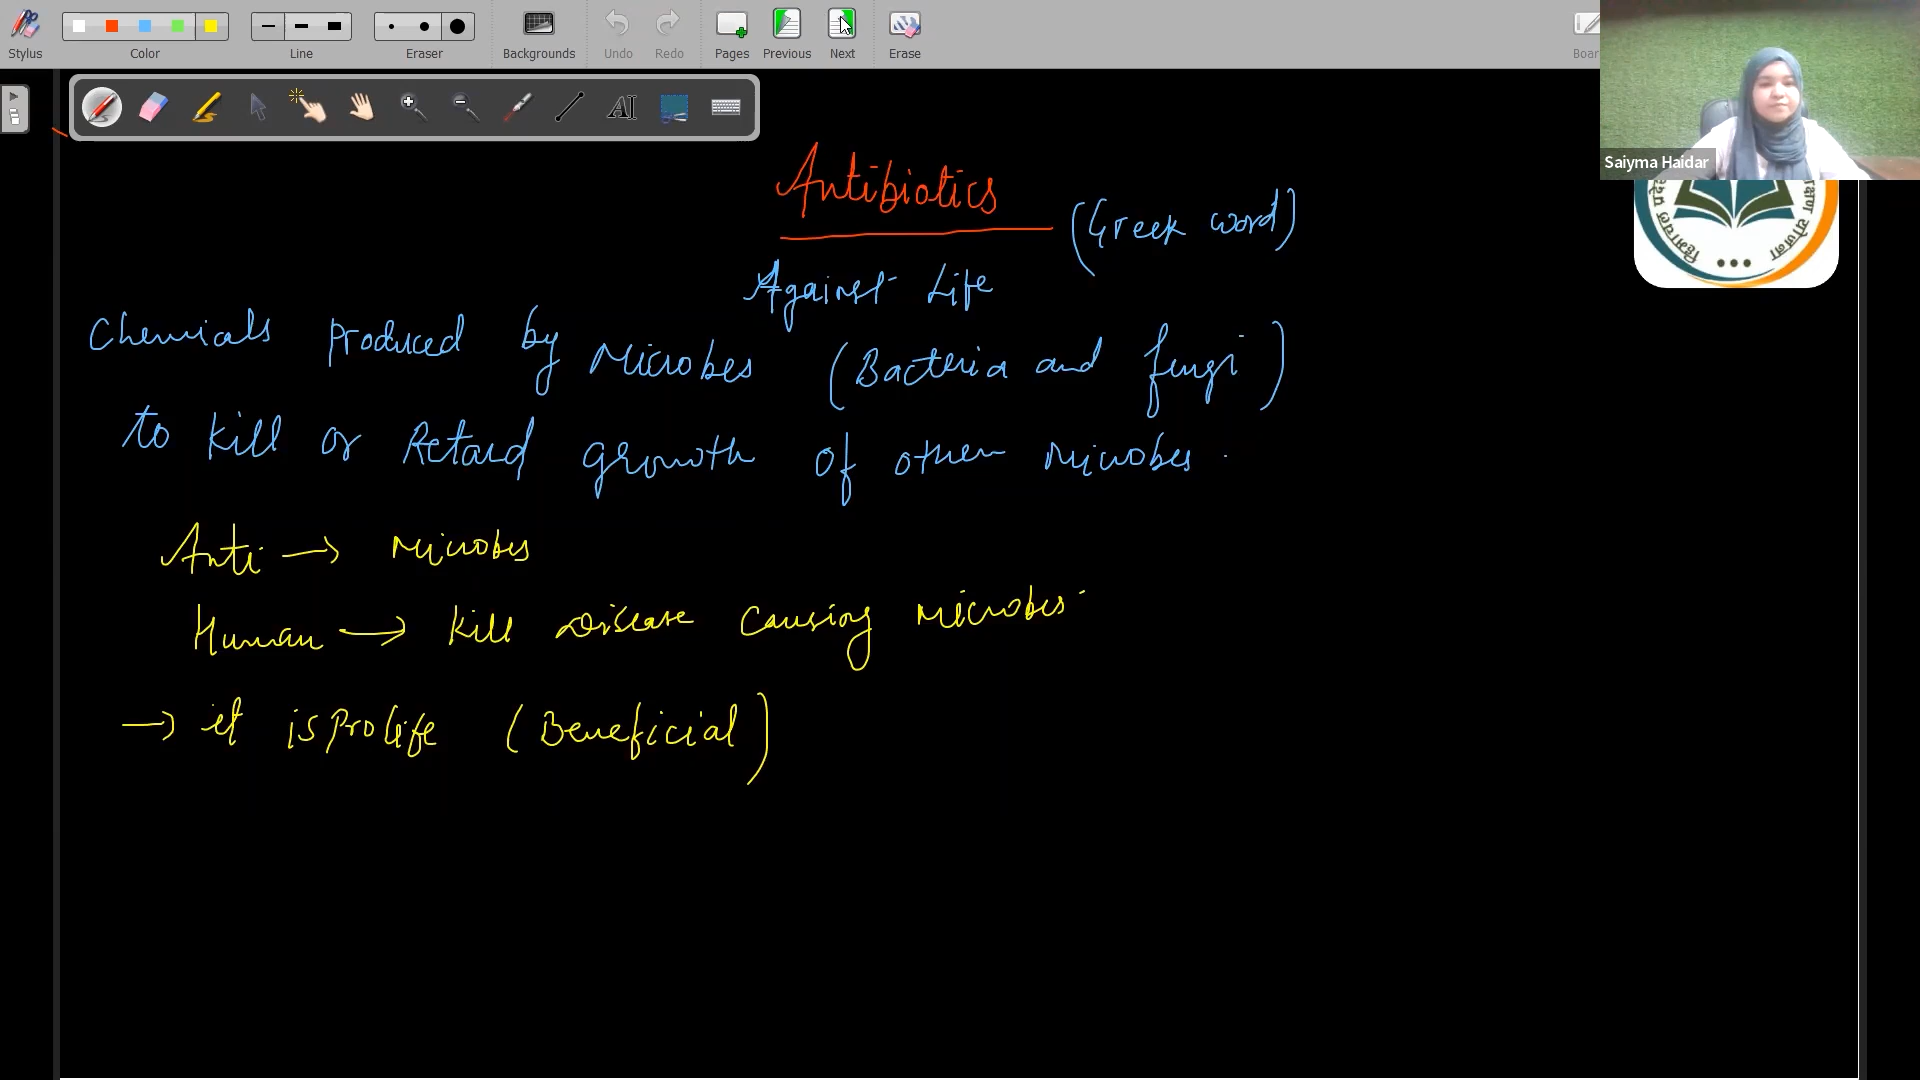 Stylus Color Line Eraser Backgrounds Undo Redo Pages Previous Next Erase Boar
Saiyma Haidar
Antibiotics
(Greek word)
Against Life
Chemicals Produced by Microbes (Bacteria and fungi)
to Kill or Retard growth of other Microbes.
Anti → Microbes
Human → Kill Disease Causing Microbes.
→ it is Prolife (Beneficial)